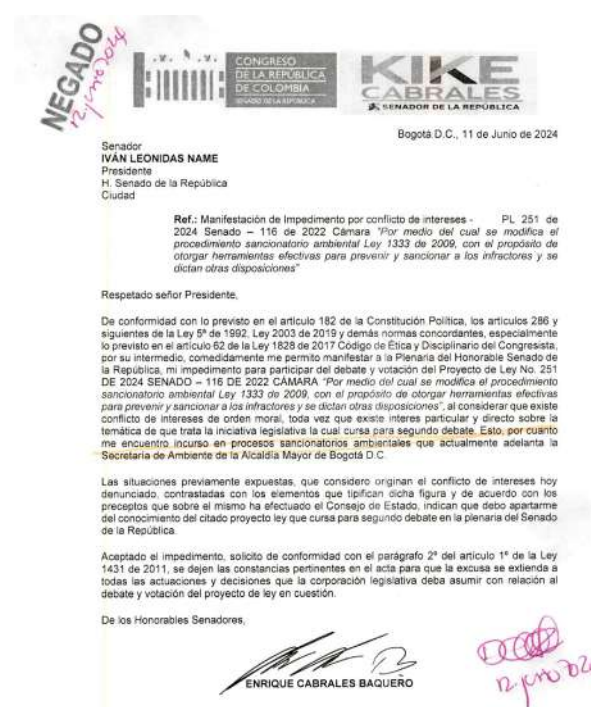 NEGADO
12 junio 2024
CONGRESO
DE LA REPÚBLICA
DE COLOMBIA
SENADO DE LA REPÚBLICA
KIKE
CABRALES
SENADOR DE LA REPÚBLICA
Bogotá D.C., 11 de Junio de 2024
Senador
IVÁN LEONIDAS NAME
Presidente
H. Senado de la República
Ciudad
Ref.: Manifestación de Impedimento por conflicto de intereses - PL 251 de
2024 Senado – 116 de 2022 Cámara "Por medio del cual se modifica el
procedimiento sancionatorio ambiental Ley 1333 de 2009, con el propósito de
otorgar herramientas efectivas para prevenir y sancionar a los infractores y se
dictan otras disposiciones"
Respetado señor Presidente,
De conformidad con lo previsto en el artículo 182 de la Constitución Política, los artículos 286 y
siguientes de la Ley 5ª de 1992, Ley 2003 de 2019 y demás normas concordantes, especialmente
lo previsto en el artículo 62 de la Ley 1828 de 2017 Código de Ética y Disciplinario del Congresista,
por su intermedio, comedidamente me permito manifestar a la Plenaria del Honorable Senado de
la República, mi impedimento para participar del debate y votación del Proyecto de Ley No. 251
DE 2024 SENADO – 116 DE 2022 CÁMARA "Por medio del cual se modifica el procedimiento
sancionatorio ambiental Ley 1333 de 2009, con el propósito de otorgar herramientas efectivas
para prevenir y sancionar a los infractores y se dictan otras disposiciones", al considerar que existe
conflicto de intereses de orden moral, toda vez que existe interes particular y directo sobre la
temática de que trata la iniciativa legislativa la cual cursa para segundo debate. Esto, por cuanto
me encuentro incurso en procesos sancionatorios ambientales que actualmente adelanta la
Secretaría de Ambiente de la Alcaldía Mayor de Bogotá D.C.
Las situaciones previamente expuestas, que considero originan el conflicto de intereses hoy
denunciado, contrastadas con los elementos que tipifican dicha figura y de acuerdo con los
preceptos que sobre el mismo ha efectuado el Consejo de Estado, indican que debo apartarme
del conocimiento del citado proyecto ley que cursa para segundo debate en la plenaria del Senado
de la República.
Aceptado el impedimento, solicito de conformidad con el parágrafo 2º del artículo 1º de la Ley
1431 de 2011, se dejen las constancias pertinentes en el acta para que la excusa se extienda a
todas las actuaciones y decisiones que la corporación legislativa deba asumir con relación al
debate y votación del proyecto de ley en cuestión.
De los Honorables Senadores,
ENRIQUE CABRALES BAQUERO
12. junio 202